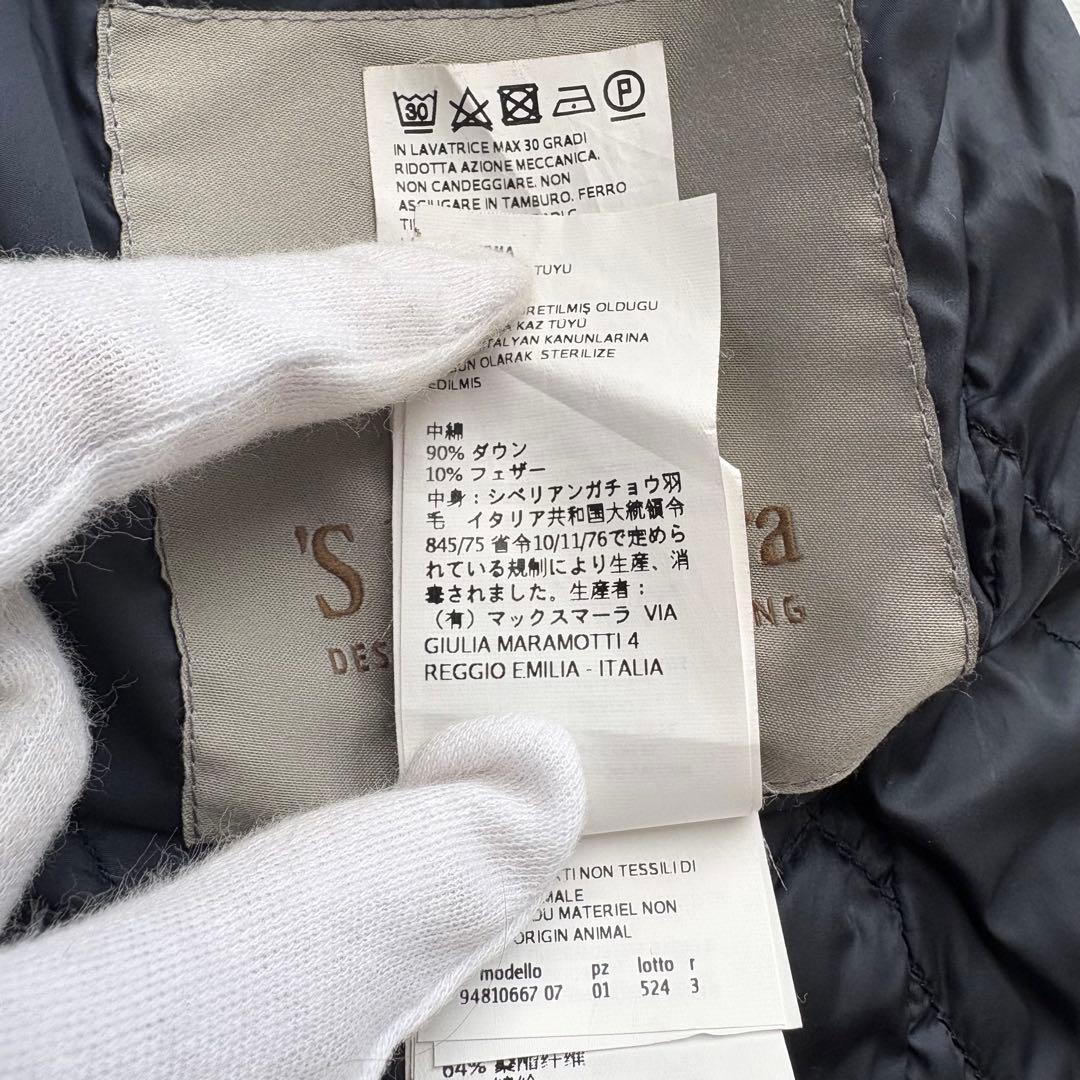 30 P
IN LAVATRICE MAX 30 GRADI
RIDOTTA AZIONE MECCANICA.
NON CANDEGGIARE. NON
ASCIUGARE IN TAMBURO. FERRO
TUYU
RETILMIŞ OLDUGU
KAZ TÜYÜ
TALYAN KANUNLARINA
OLARAK STERILIZE
EDILMIS
中綿
90% ダウン
10% フェザー
中身：シベリアンガチョウ羽
毛 イタリア共和国大統領令
845/75 省令10/11/76で定めら
れている規制により生産、消
毒されました。生産者：
（有）マックスマーラ VIA
GIULIA MARAMOTTI 4
REGGIO EMILIA - ITALIA
'S
ra
DES
NG
ATI NON TESSILI DI
MALE
DU MATERIEL NON
ORIGIN ANIMAL
modello pz lotto r
94810667 07 01 524 3
64%